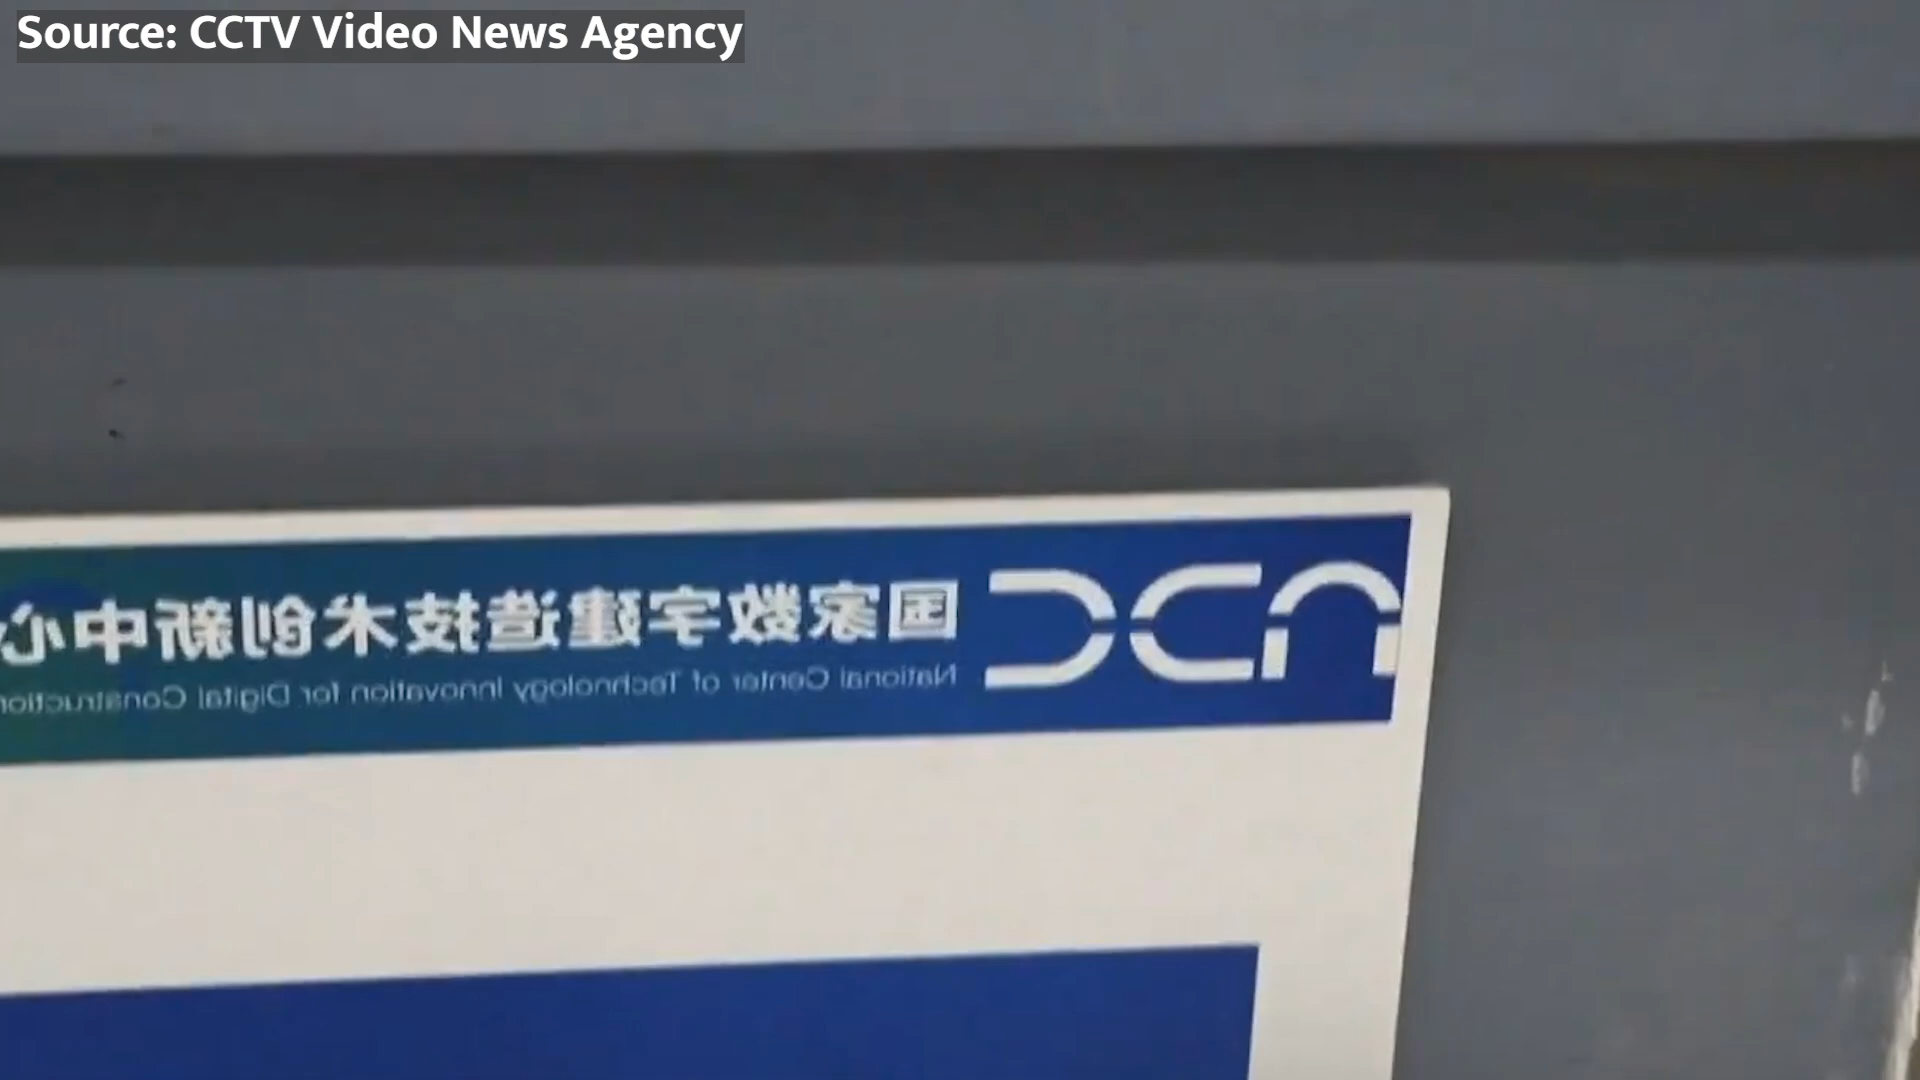 Source: CCTV Video News Agency
NDC
国家数字建造技术创新中心
National Center of Technology Innovation for Digital Construction